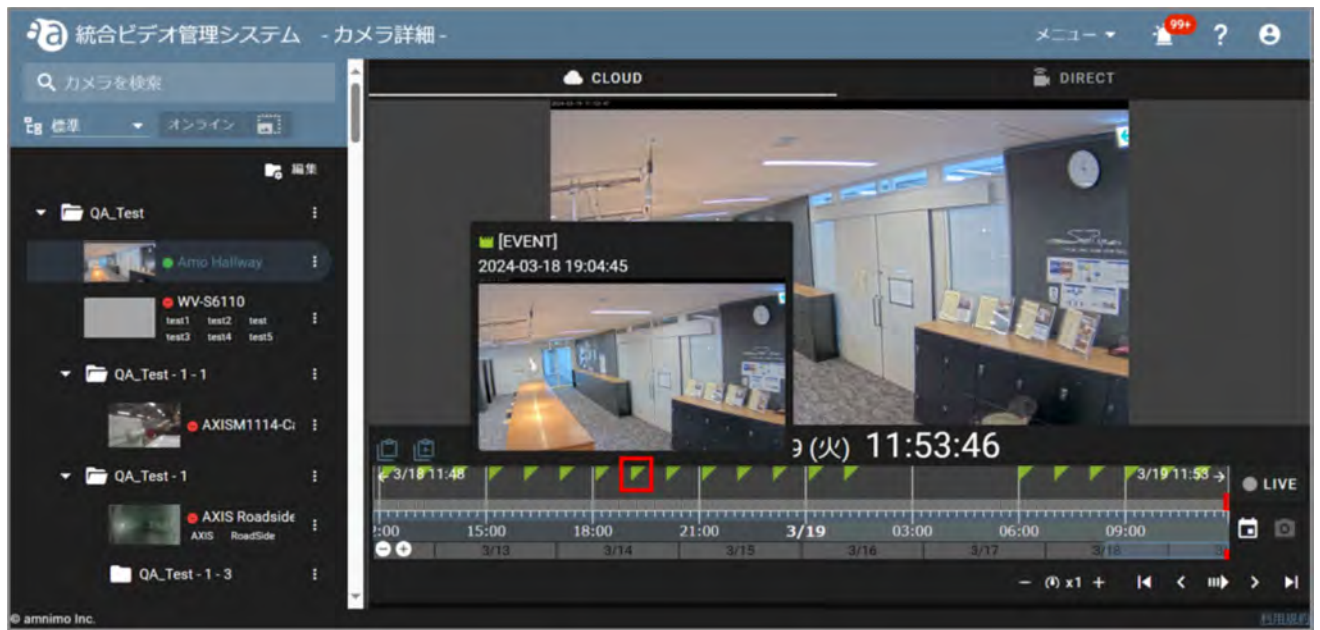 統合ビデオ管理システム - カメラ詳細 -
メニュー
99+
?
カメラを検索
標準
オンライン
編集
QA_Test
Amo Hallway
WV-S6110
test1 test2 test
test3 test4 test5
QA_Test - 1 - 1
AXISM1114-Ca
QA_Test - 1
AXIS Roadside
AXIS RoadSide
QA_Test - 1 - 3
CLOUD
DIRECT
[EVENT]
2024-03-18 19:04:45
9 (火) 11:53:46
3/18 11:48
3/19 11:53
LIVE
2:00 15:00 18:00 21:00 3/19 03:00 06:00 09:00
3/13 3/14 3/15 3/16 3/17 3/18
x1
© amnimo Inc.
利用規約